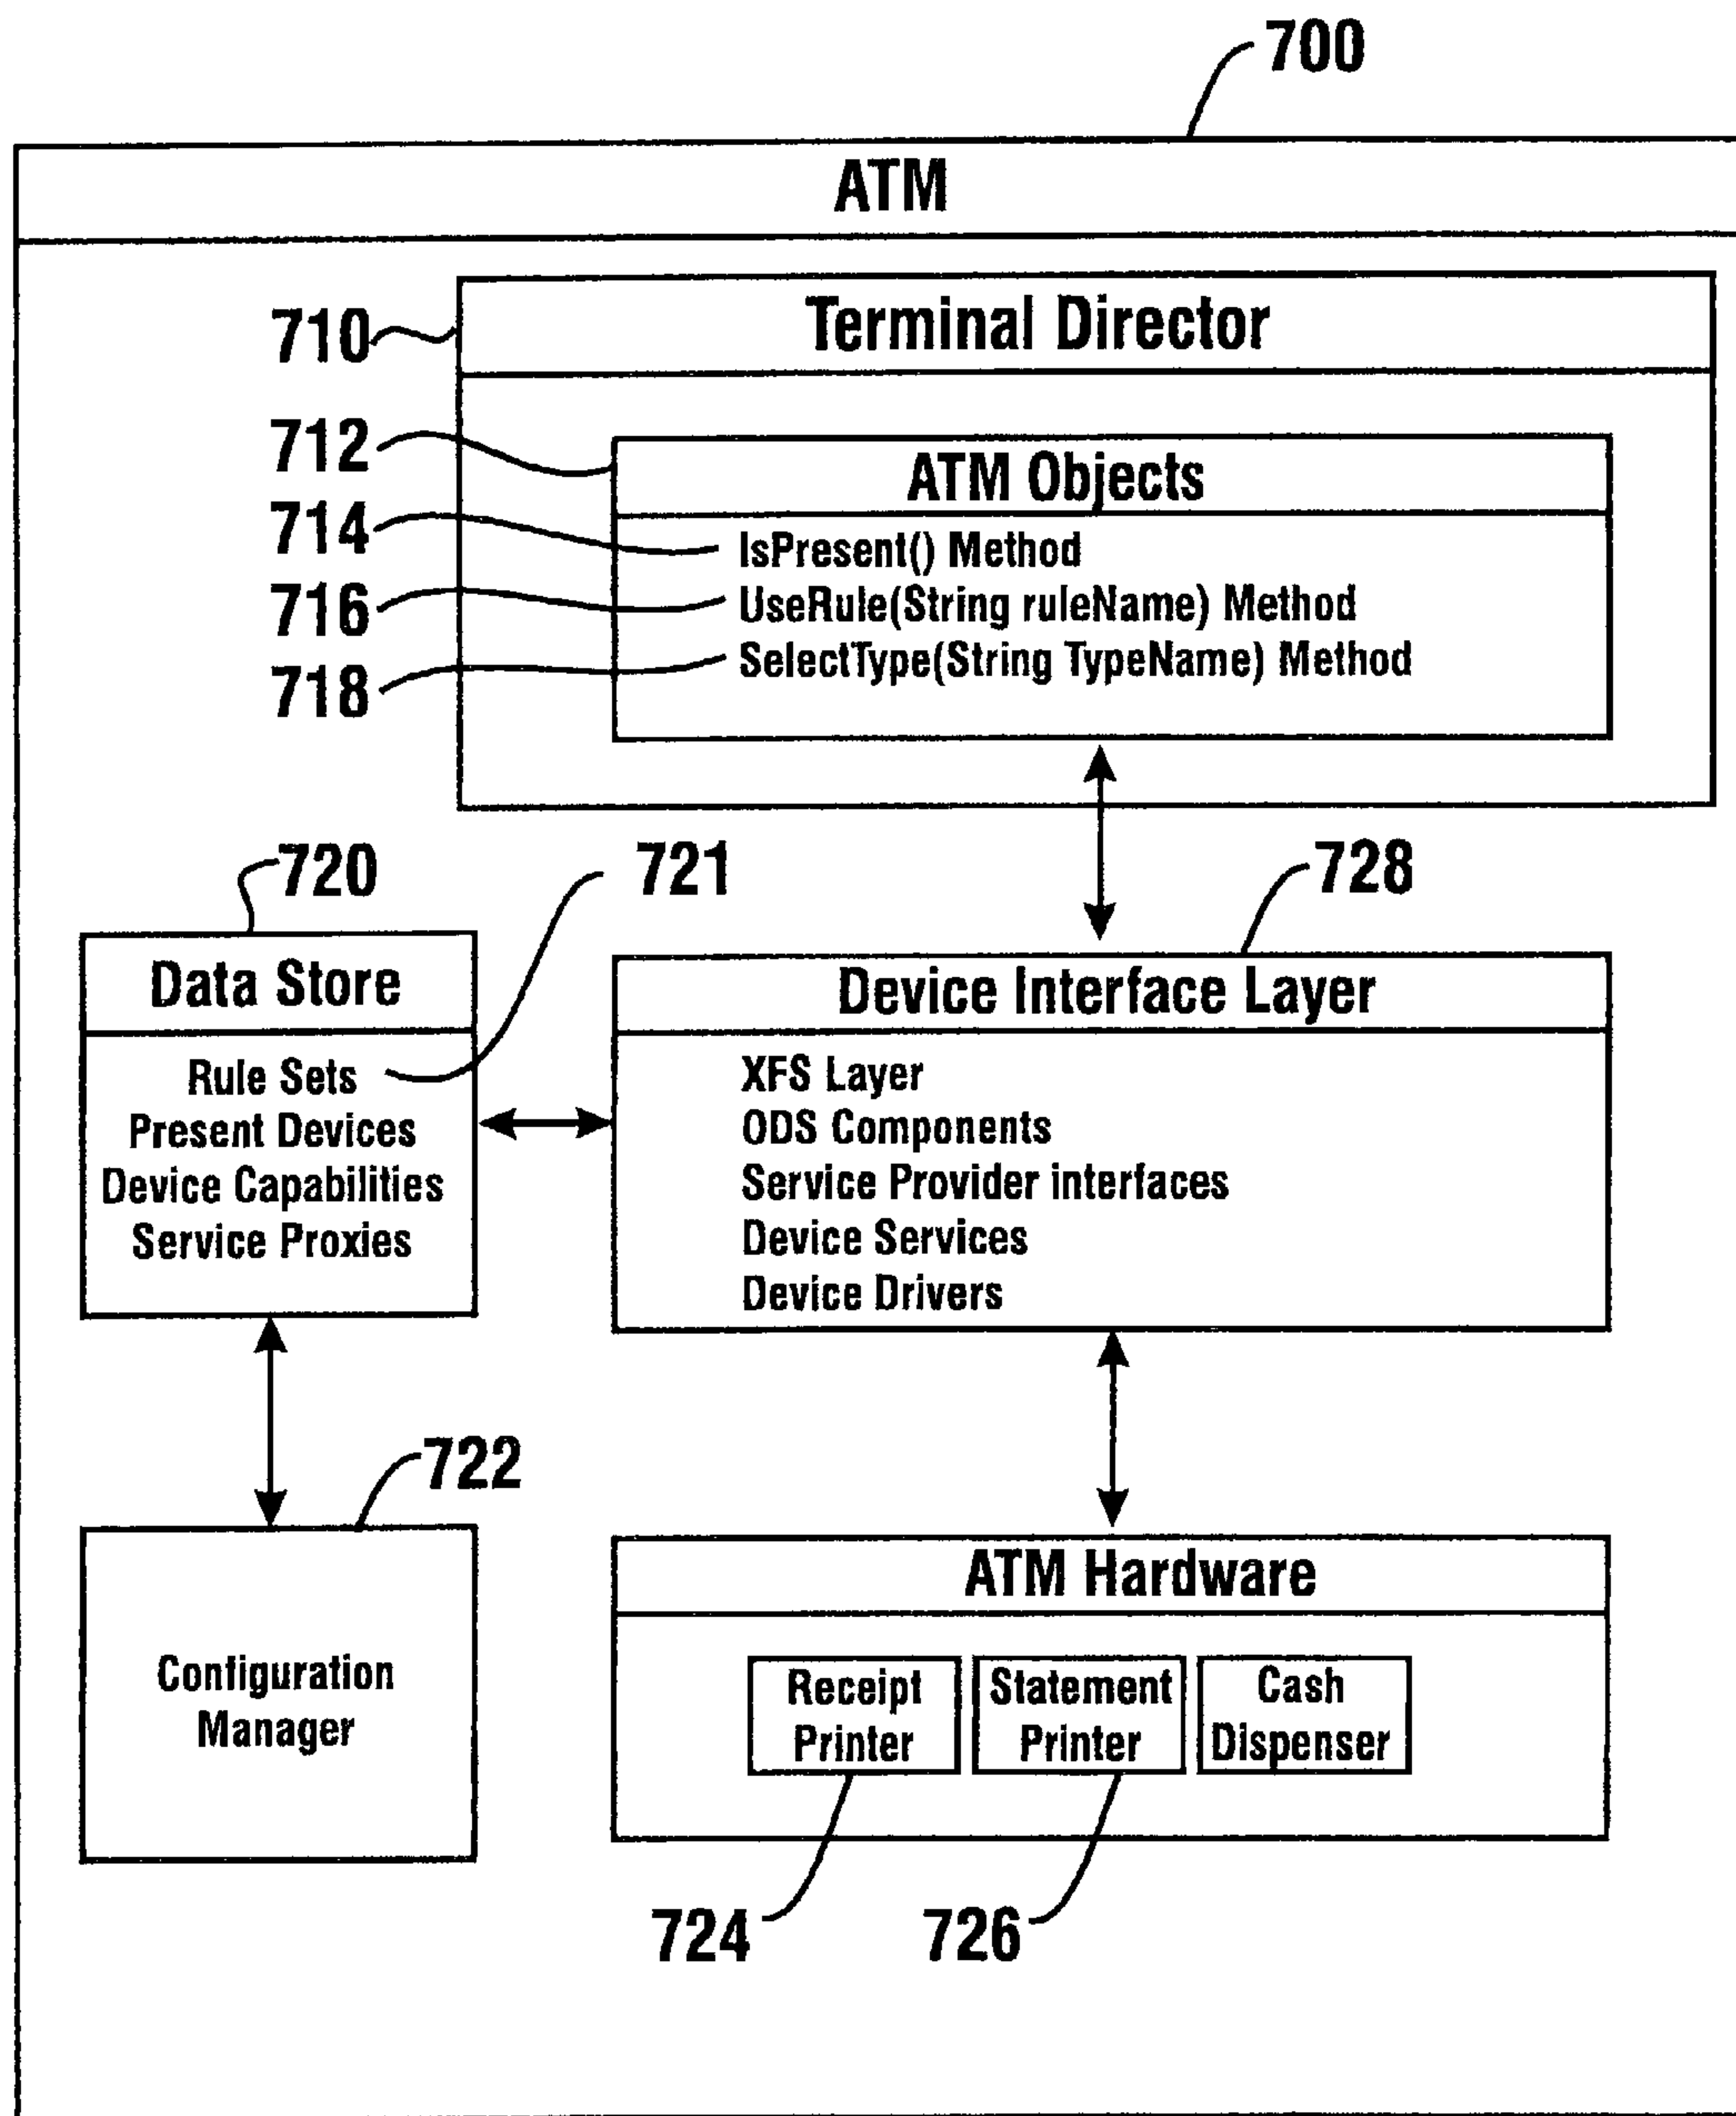 700
ATM
710
Terminal Director
712
ATM Objects
714
IsPresent() Method
716
UseRule(String ruleName) Method
718
SelectType(String TypeName) Method
720
721
728
Data Store
Rule Sets
Present Devices
Device Capabilities
Service Proxies
Device Interface Layer
XFS Layer
ODS Components
Service Provider interfaces
Device Services
Device Drivers
722
Configuration
Manager
ATM Hardware
Receipt
Printer
Statement
Printer
Cash
Dispenser
724
726